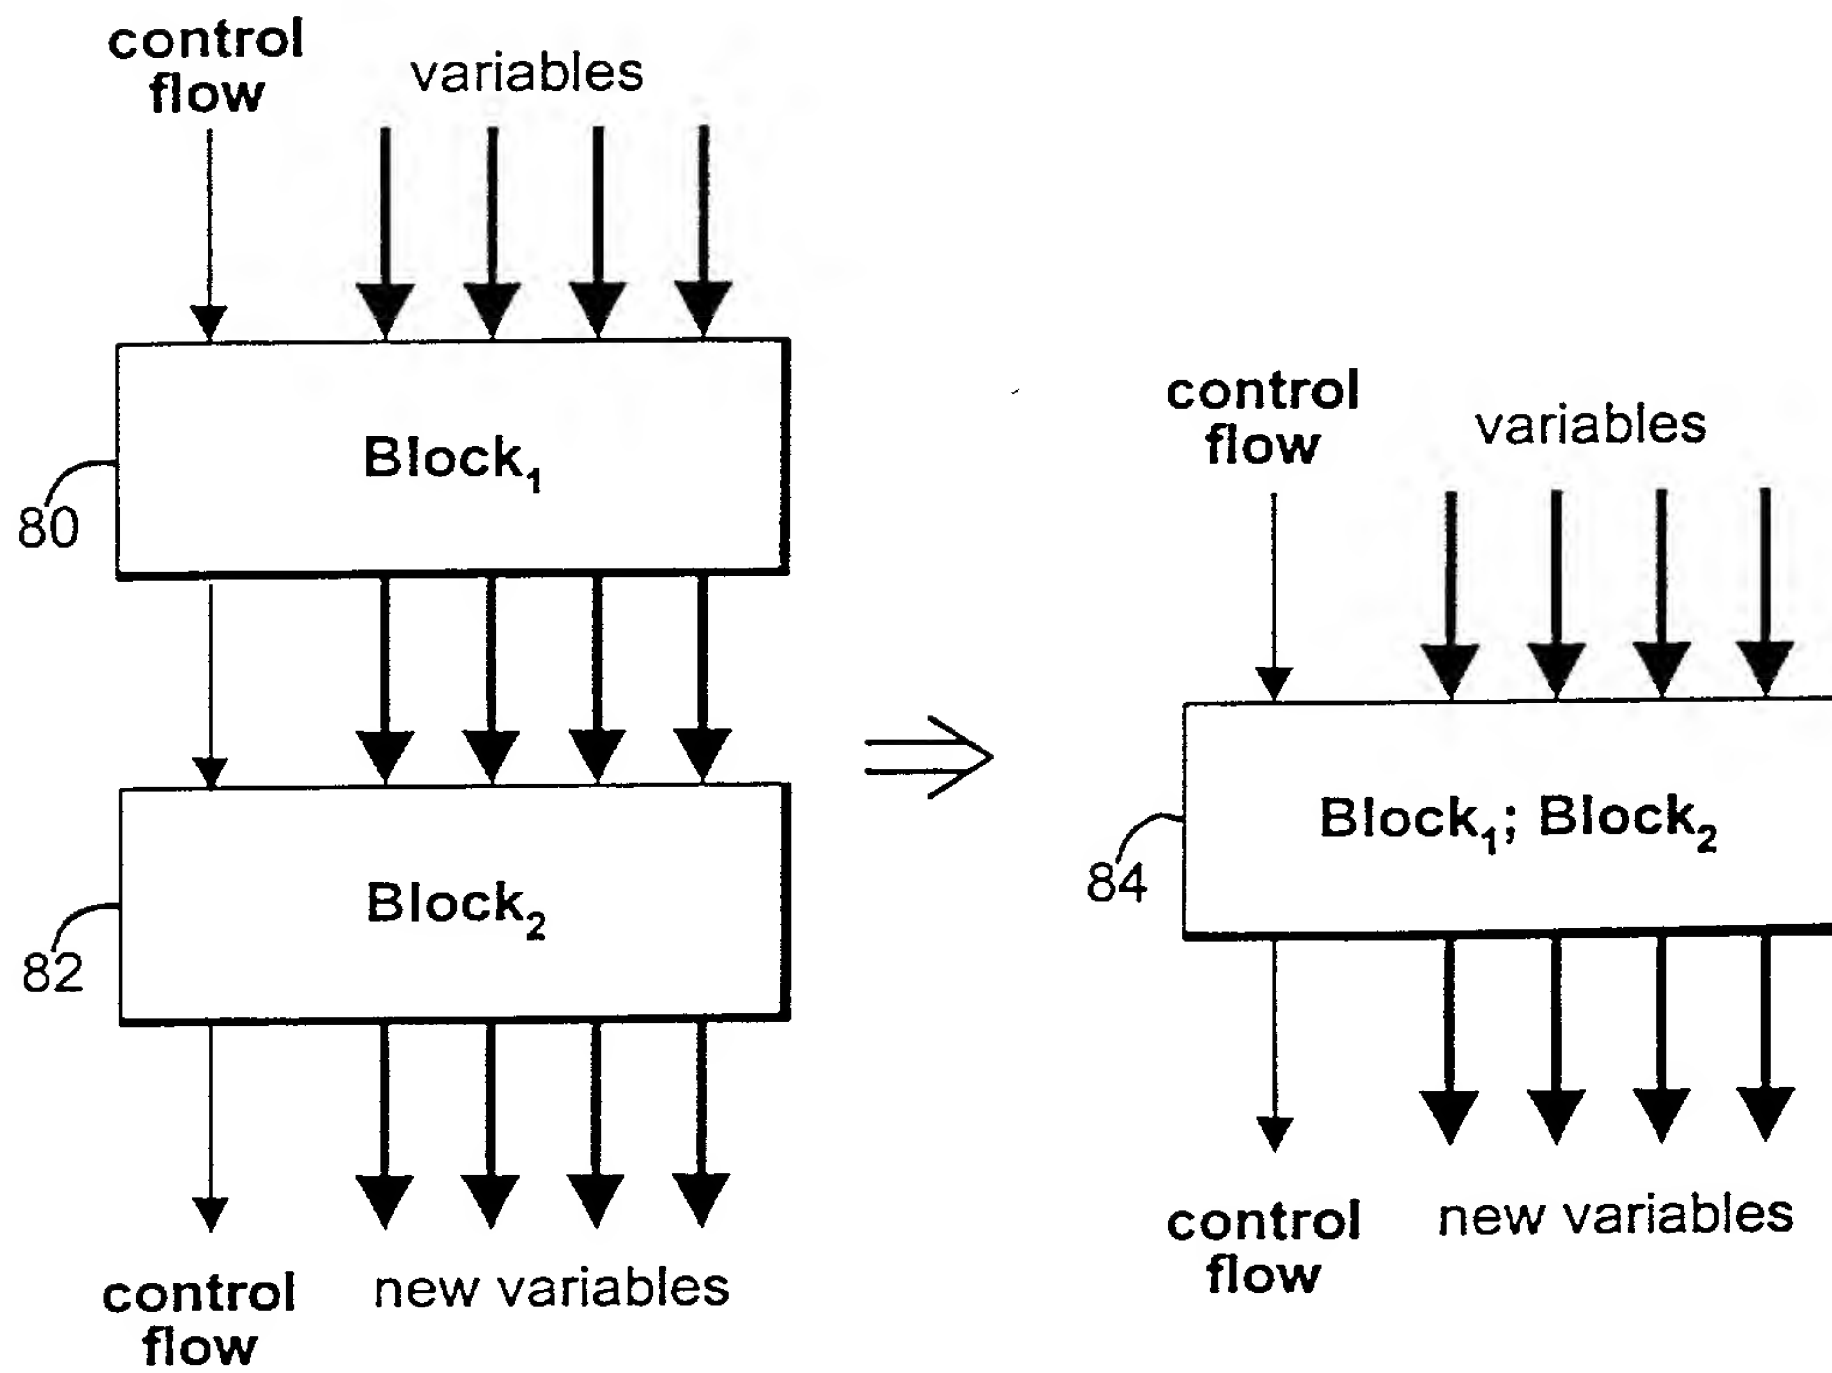 control
flow
variables
Block₁
80
Block₂
82
control
flow
new variables
control
flow
variables
Block₁; Block₂
84
control
flow
new variables